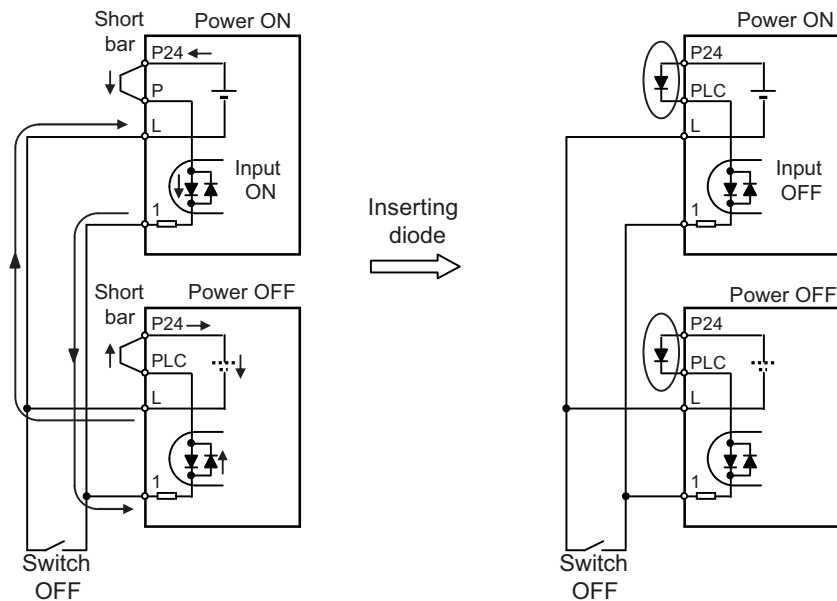 Short
bar
Power ON
P24
P
L
Input
ON
1
Short
bar
Power OFF
P24
PLC
L
1
Switch
OFF
Inserting
diode
Power ON
P24
PLC
L
Input
OFF
1
Power OFF
P24
PLC
L
1
Switch
OFF